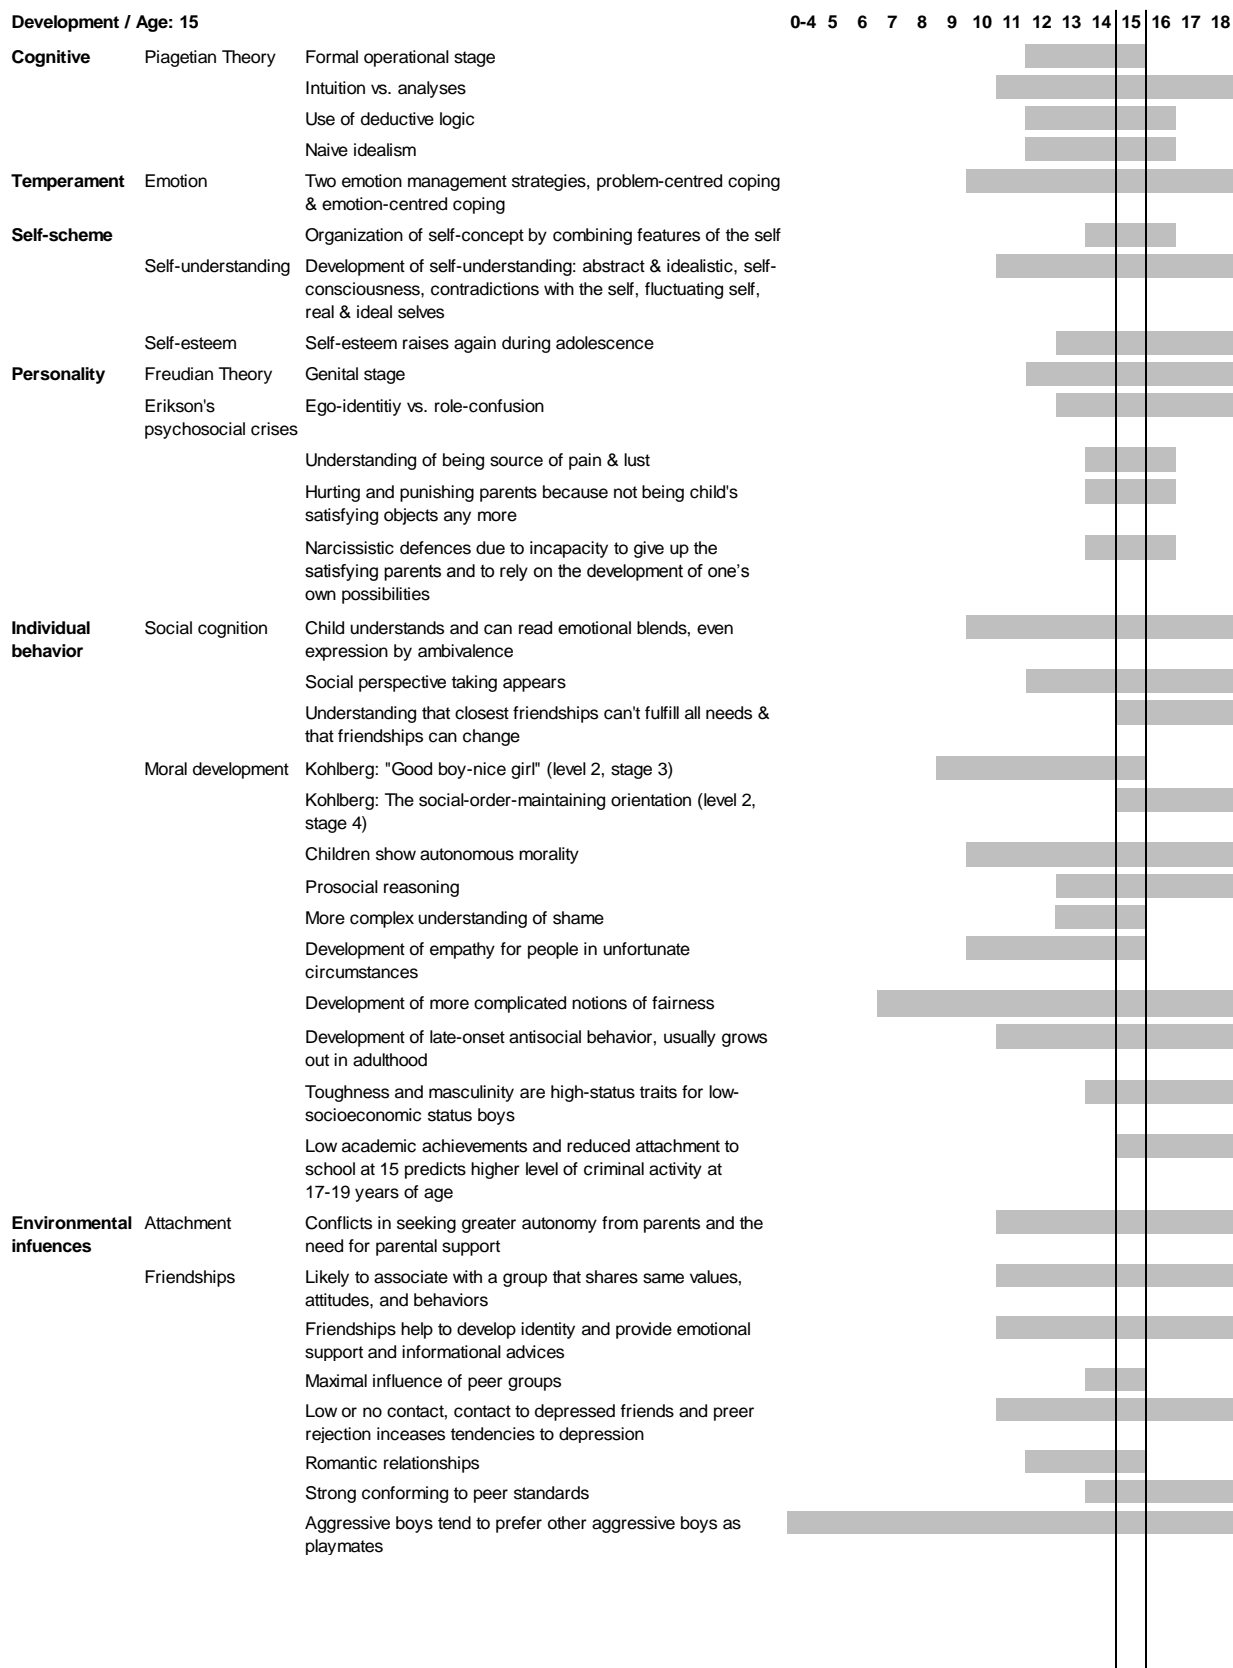 Development / Age: 15 0-4 5 6 7 8 9 10 11 12 13 14 15 16 17 18
Cognitive Piagetian Theory Formal operational stage
Intuition vs. analyses
Use of deductive logic
Naive idealism
Temperament Emotion Two emotion management strategies, problem-centred coping
& emotion-centred coping
Self-scheme Organization of self-concept by combining features of the self
Self-understanding Development of self-understanding: abstract & idealistic, self-
consciousness, contradictions with the self, fluctuating self,
real & ideal selves
Self-esteem Self-esteem raises again during adolescence
Personality Freudian Theory Genital stage
Erikson's Ego-identitiy vs. role-confusion
psychosocial crises
Understanding of being source of pain & lust
Hurting and punishing parents because not being child's
satisfying objects any more
Narcissistic defences due to incapacity to give up the
satisfying parents and to rely on the development of one's
own possibilities
Individual Social cognition Child understands and can read emotional blends, even
behavior expression by ambivalence
Social perspective taking appears
Understanding that closest friendships can't fulfill all needs &
that friendships can change
Moral development Kohlberg: "Good boy-nice girl" (level 2, stage 3)
Kohlberg: The social-order-maintaining orientation (level 2,
stage 4)
Children show autonomous morality
Prosocial reasoning
More complex understanding of shame
Development of empathy for people in unfortunate
circumstances
Development of more complicated notions of fairness
Development of late-onset antisocial behavior, usually grows
out in adulthood
Toughness and masculinity are high-status traits for low-
socioeconomic status boys
Low academic achievements and reduced attachment to
school at 15 predicts higher level of criminal activity at
17-19 years of age
Environmental Attachment Conflicts in seeking greater autonomy from parents and the
infuences need for parental support
Friendships Likely to associate with a group that shares same values,
attitudes, and behaviors
Friendships help to develop identity and provide emotional
support and informational advices
Maximal influence of peer groups
Low or no contact, contact to depressed friends and preer
rejection inceases tendencies to depression
Romantic relationships
Strong conforming to peer standards
Aggressive boys tend to prefer other aggressive boys as
playmates